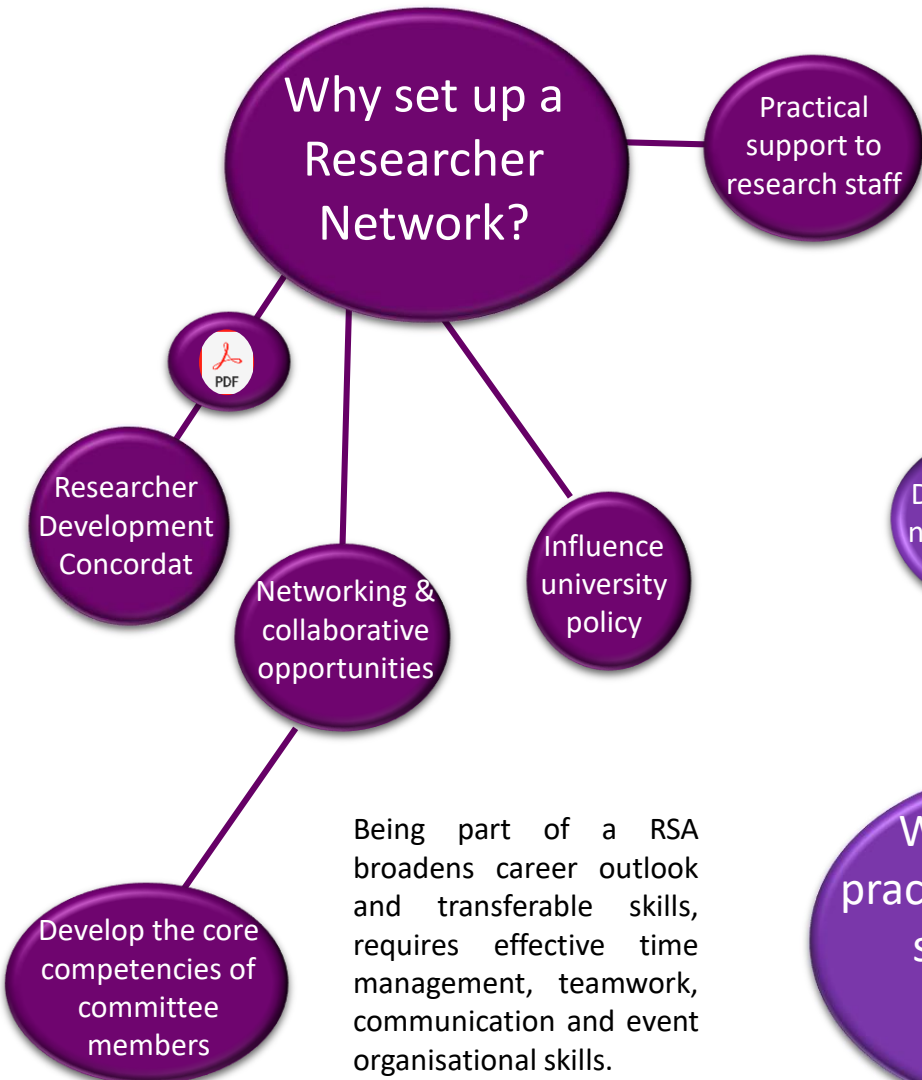 Why set up a
Researcher
Network?
Practical
support to
research staff
PDF
Researcher
Development
Concordat
Networking &
collaborative
opportunities
Influence
university
policy
Develop the core
competencies of
committee
members
Being part of a RSA
broadens career outlook
and transferable skills,
requires effective time
management, teamwork,
communication and event
organisational skills.